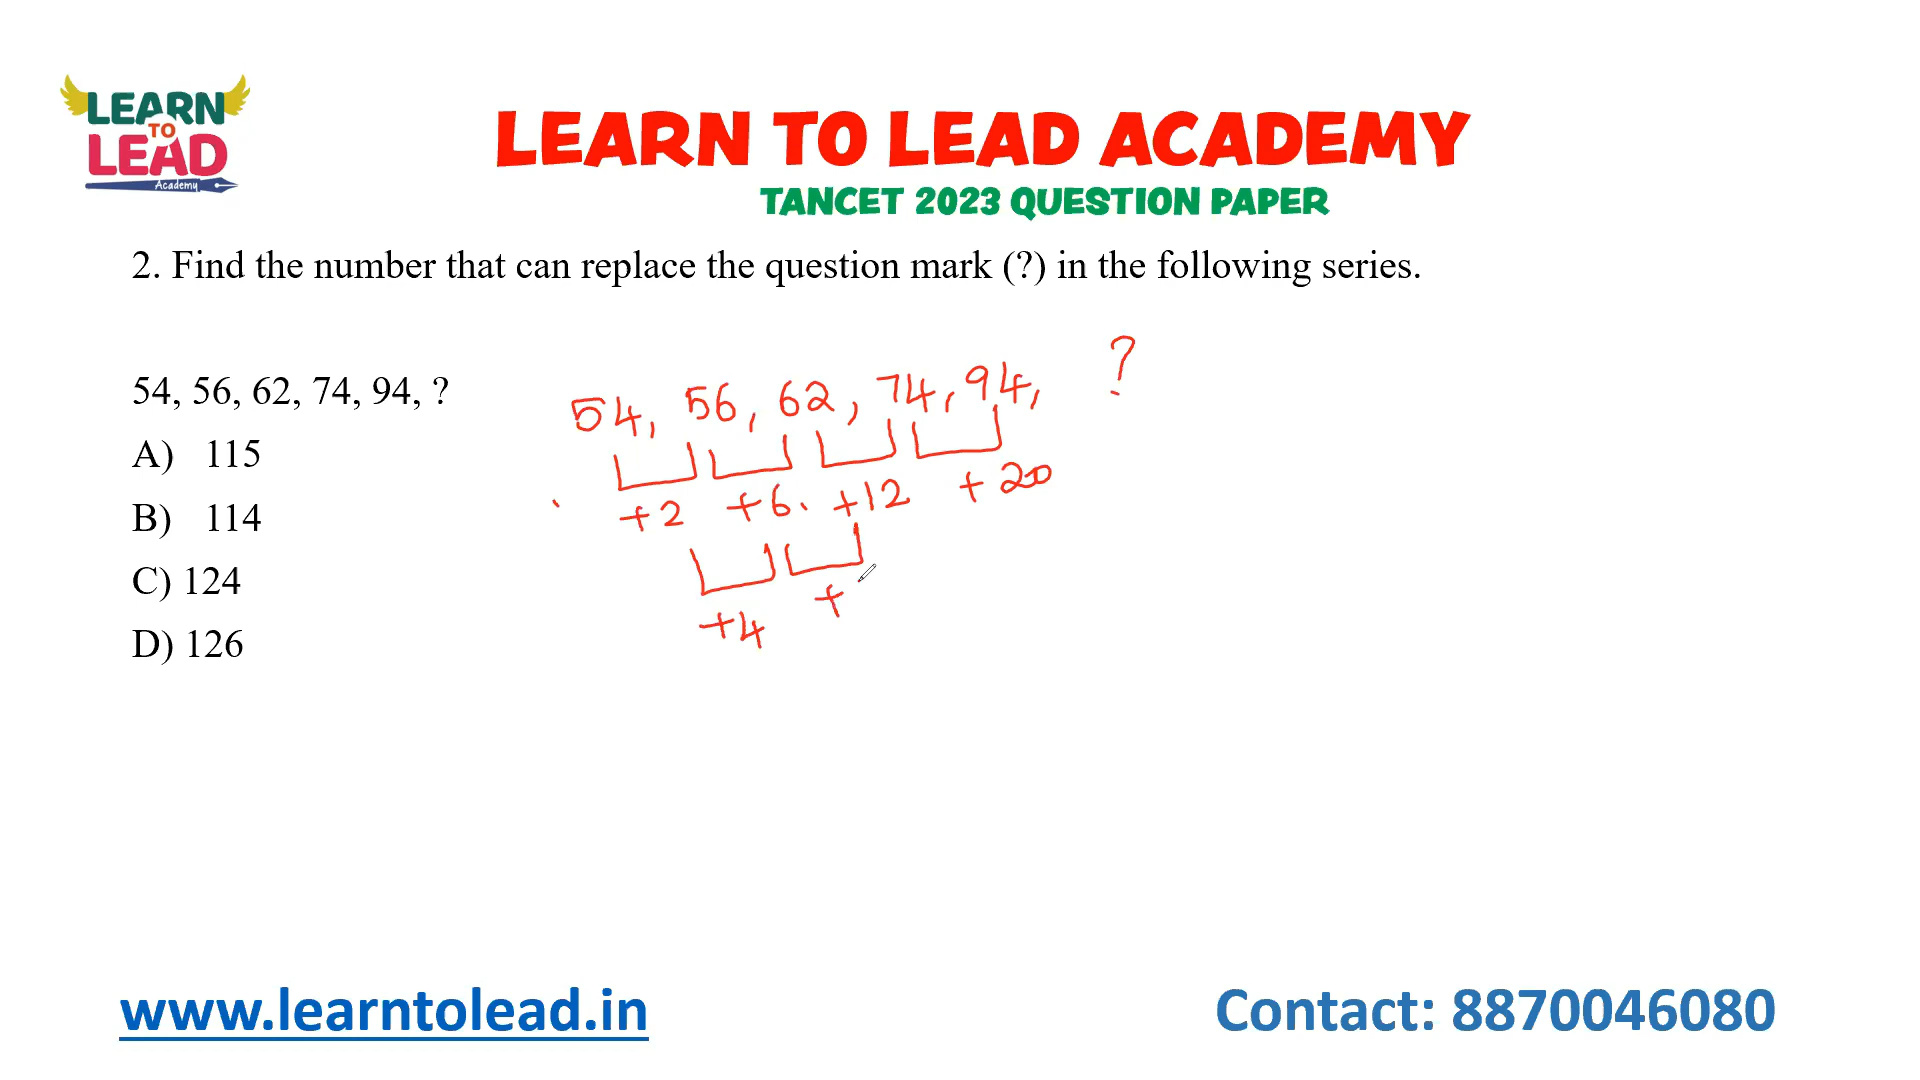 LEARN
TO
LEAD
Academy
LEARN TO LEAD ACADEMY
TANCET 2023 QUESTION PAPER
2. Find the number that can replace the question mark (?) in the following series.
54, 56, 62, 74, 94, ?
A) 115
B) 114
C) 124
D) 126
54, 56, 62, 74, 94, ?
+2 +6. +12 +20
+4 +
www.learntolead.in
Contact: 8870046080